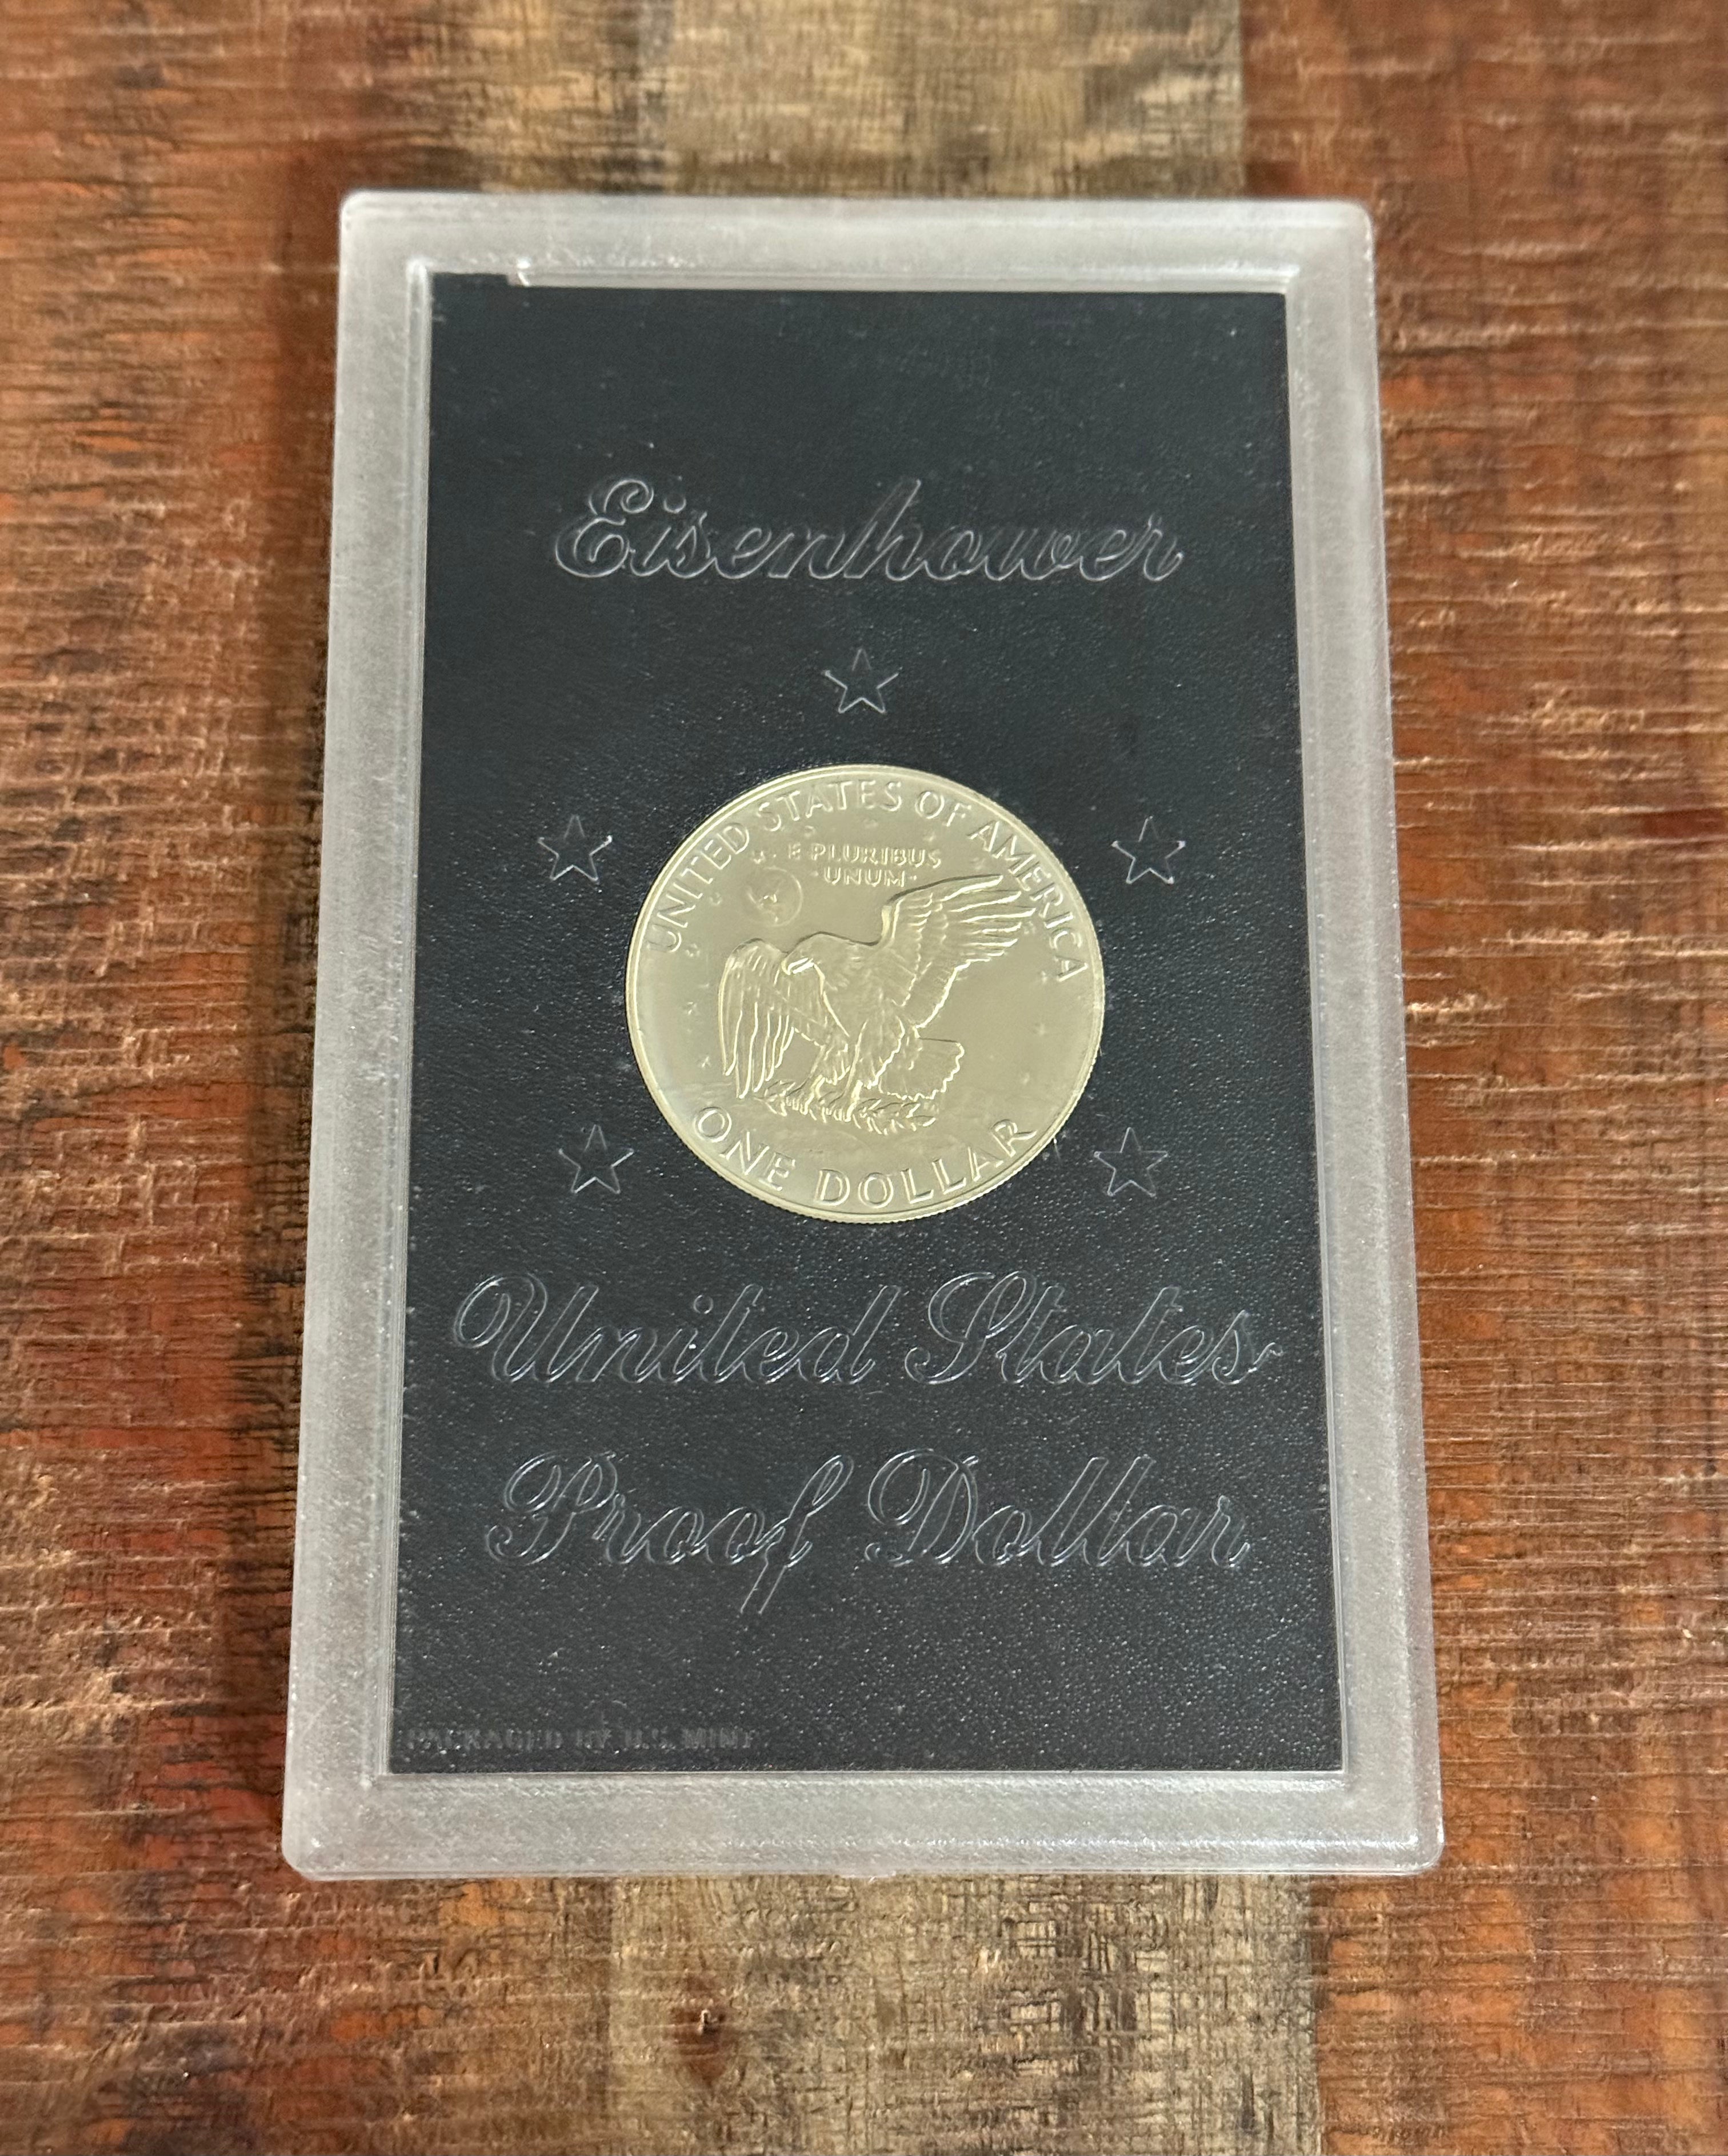 Eisenhower
UNITED STATES OF AMERICA
E PLURIBUS
·UNUM·
ONE DOLLAR
United States
Proof Dollar
PACKAGED BY U.S. MINT